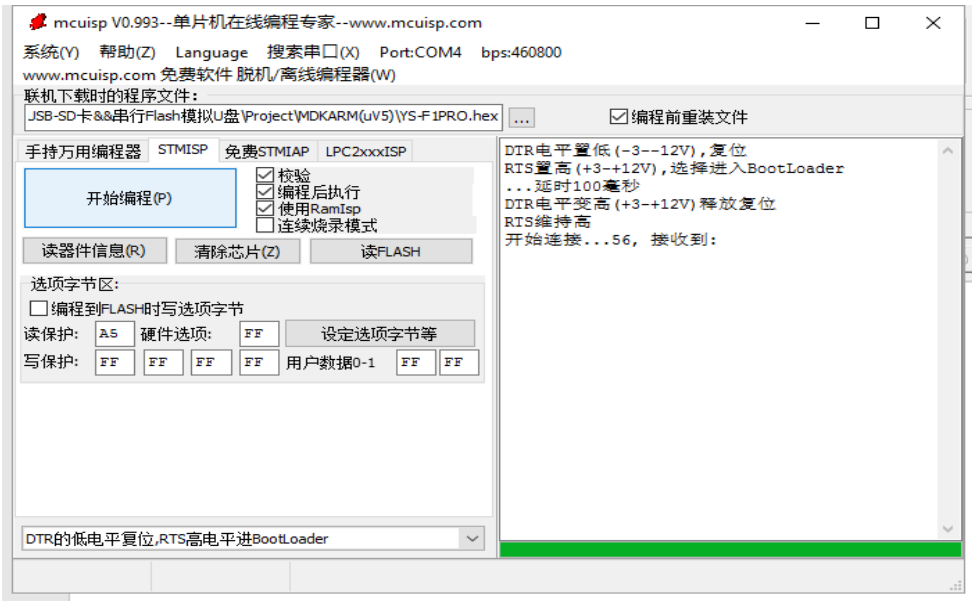 mcuisp V0.993--单片机在线编程专家--www.mcuisp.com
系统(Y) 帮助(Z) Language 搜索串口(X) Port:COM4 bps:460800
www.mcuisp.com 免费软件 脱机/离线编程器(W)
联机下载时的程序文件：
JSB-SD卡&&串行Flash模拟U盘\Project\MDKARM(uV5)\YS-F1PRO.hex ... 编程前重装文件
手持万用编程器 STMISP 免费STMIAP LPC2xxxISP
开始编程(P)
校验
编程后执行
使用RamIsp
连续烧录模式
读器件信息(R) 清除芯片(Z) 读FLASH
选项字节区:
编程到FLASH时写选项字节
读保护: A5 硬件选项: FF 设定选项字节等
写保护: FF FF FF FF 用户数据0-1 FF FF
DTR的低电平复位,RTS高电平进BootLoader
DTR电平置低(-3--12V),复位
RTS置高(+3-+12V),选择进入BootLoader
...延时100毫秒
DTR电平变高(+3-+12V)释放复位
RTS维持高
开始连接...56, 接收到: